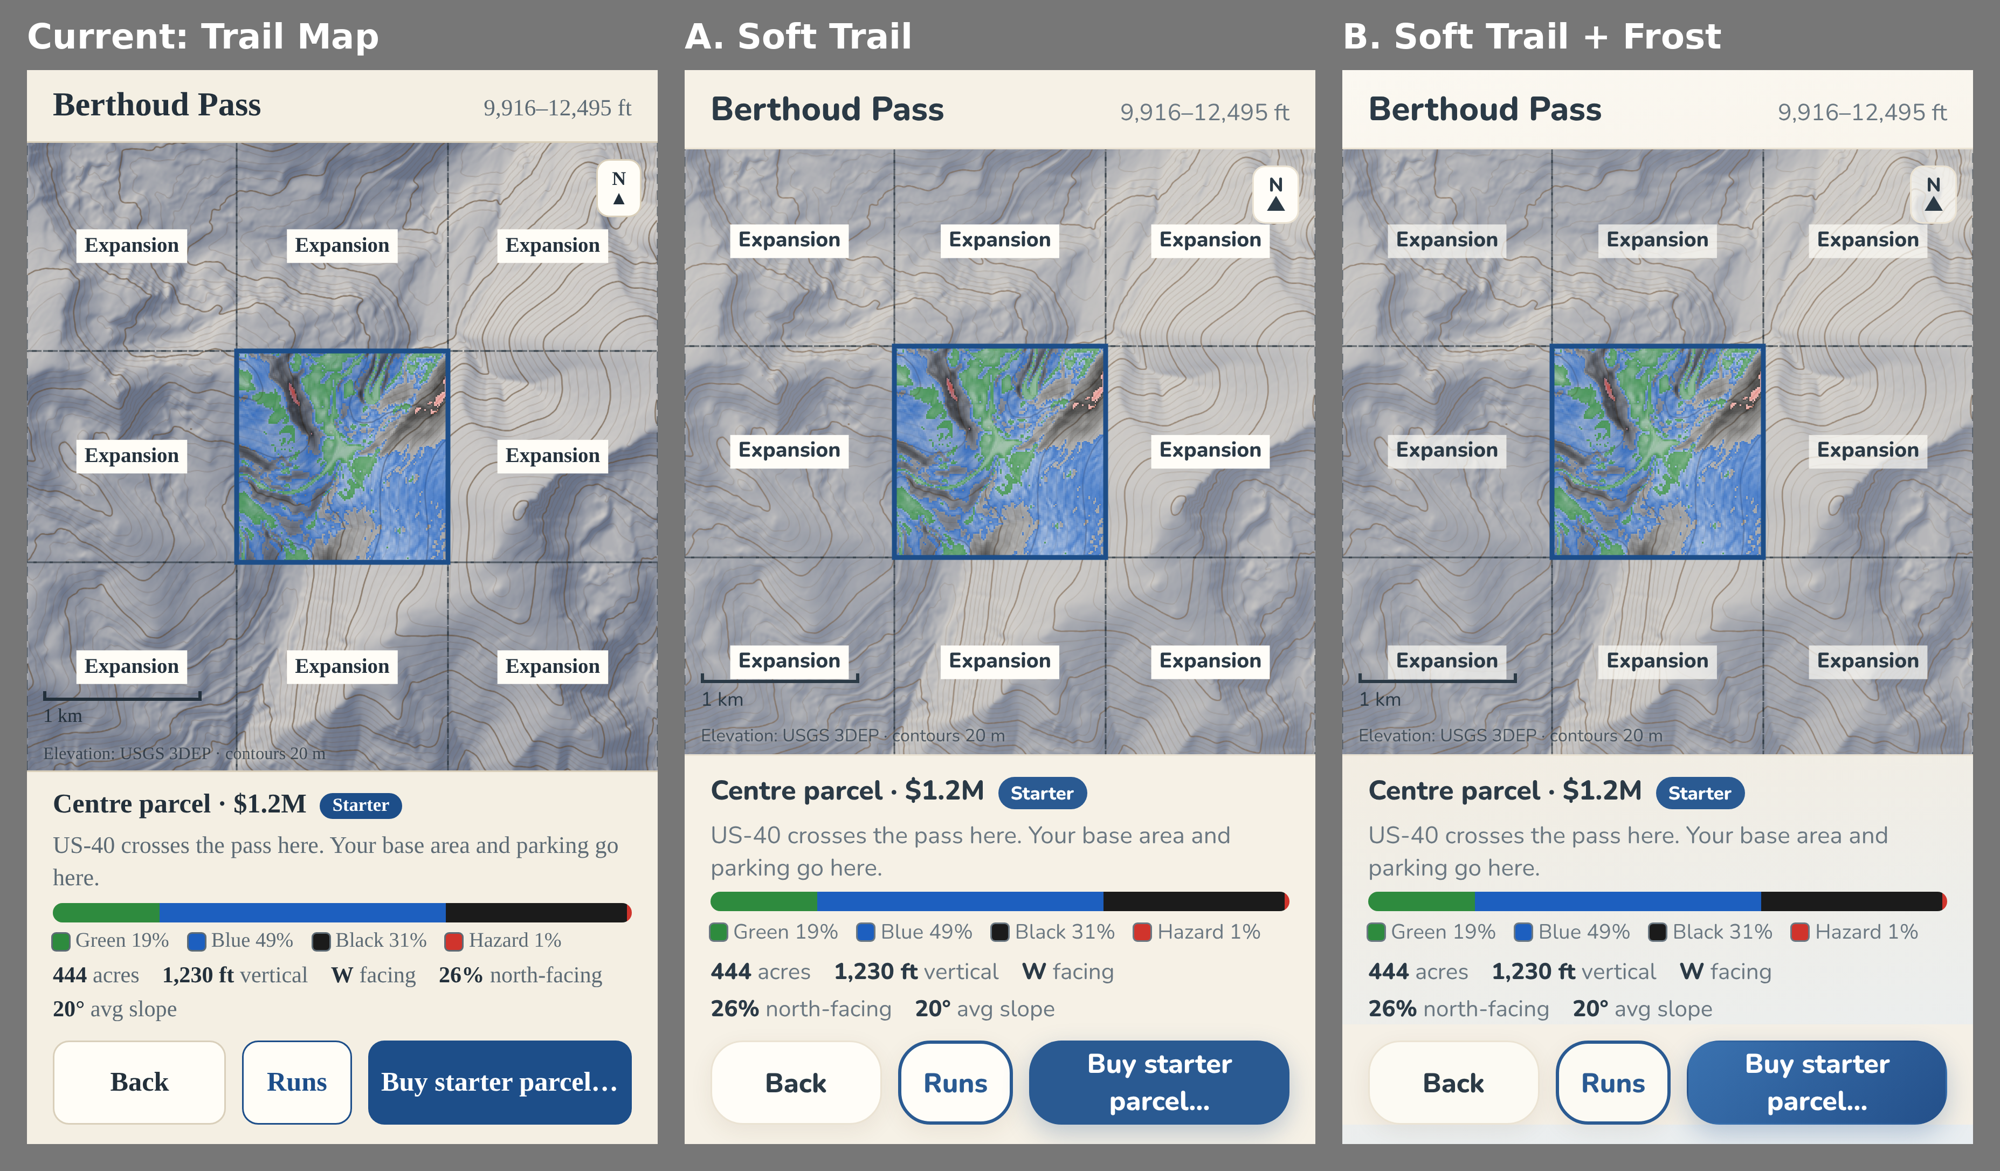 Current: Trail Map
Berthoud Pass
9,916–12,495 ft
N
Expansion
Expansion
Expansion
Expansion
Expansion
Expansion
Expansion
Expansion
1 km
Elevation: USGS 3DEP · contours 20 m
Centre parcel · $1.2M
Starter
US-40 crosses the pass here. Your base area and parking go
here.
Green 19%
Blue 49%
Black 31%
Hazard 1%
444 acres
1,230 ft vertical
W facing
26% north-facing
20° avg slope
Back
Runs
Buy starter parcel…
A. Soft Trail
Berthoud Pass
9,916–12,495 ft
N
Expansion
Expansion
Expansion
Expansion
Expansion
Expansion
Expansion
Expansion
1 km
Elevation: USGS 3DEP · contours 20 m
Centre parcel · $1.2M
Starter
US-40 crosses the pass here. Your base area and
parking go here.
Green 19%
Blue 49%
Black 31%
Hazard 1%
444 acres
1,230 ft vertical
W facing
26% north-facing
20° avg slope
Back
Runs
Buy starter
parcel…
B. Soft Trail + Frost
Berthoud Pass
9,916–12,495 ft
N
Expansion
Expansion
Expansion
Expansion
Expansion
Expansion
Expansion
Expansion
1 km
Elevation: USGS 3DEP · contours 20 m
Centre parcel · $1.2M
Starter
US-40 crosses the pass here. Your base area and
parking go here.
Green 19%
Blue 49%
Black 31%
Hazard 1%
444 acres
1,230 ft vertical
W facing
26% north-facing
20° avg slope
Back
Runs
Buy starter
parcel…